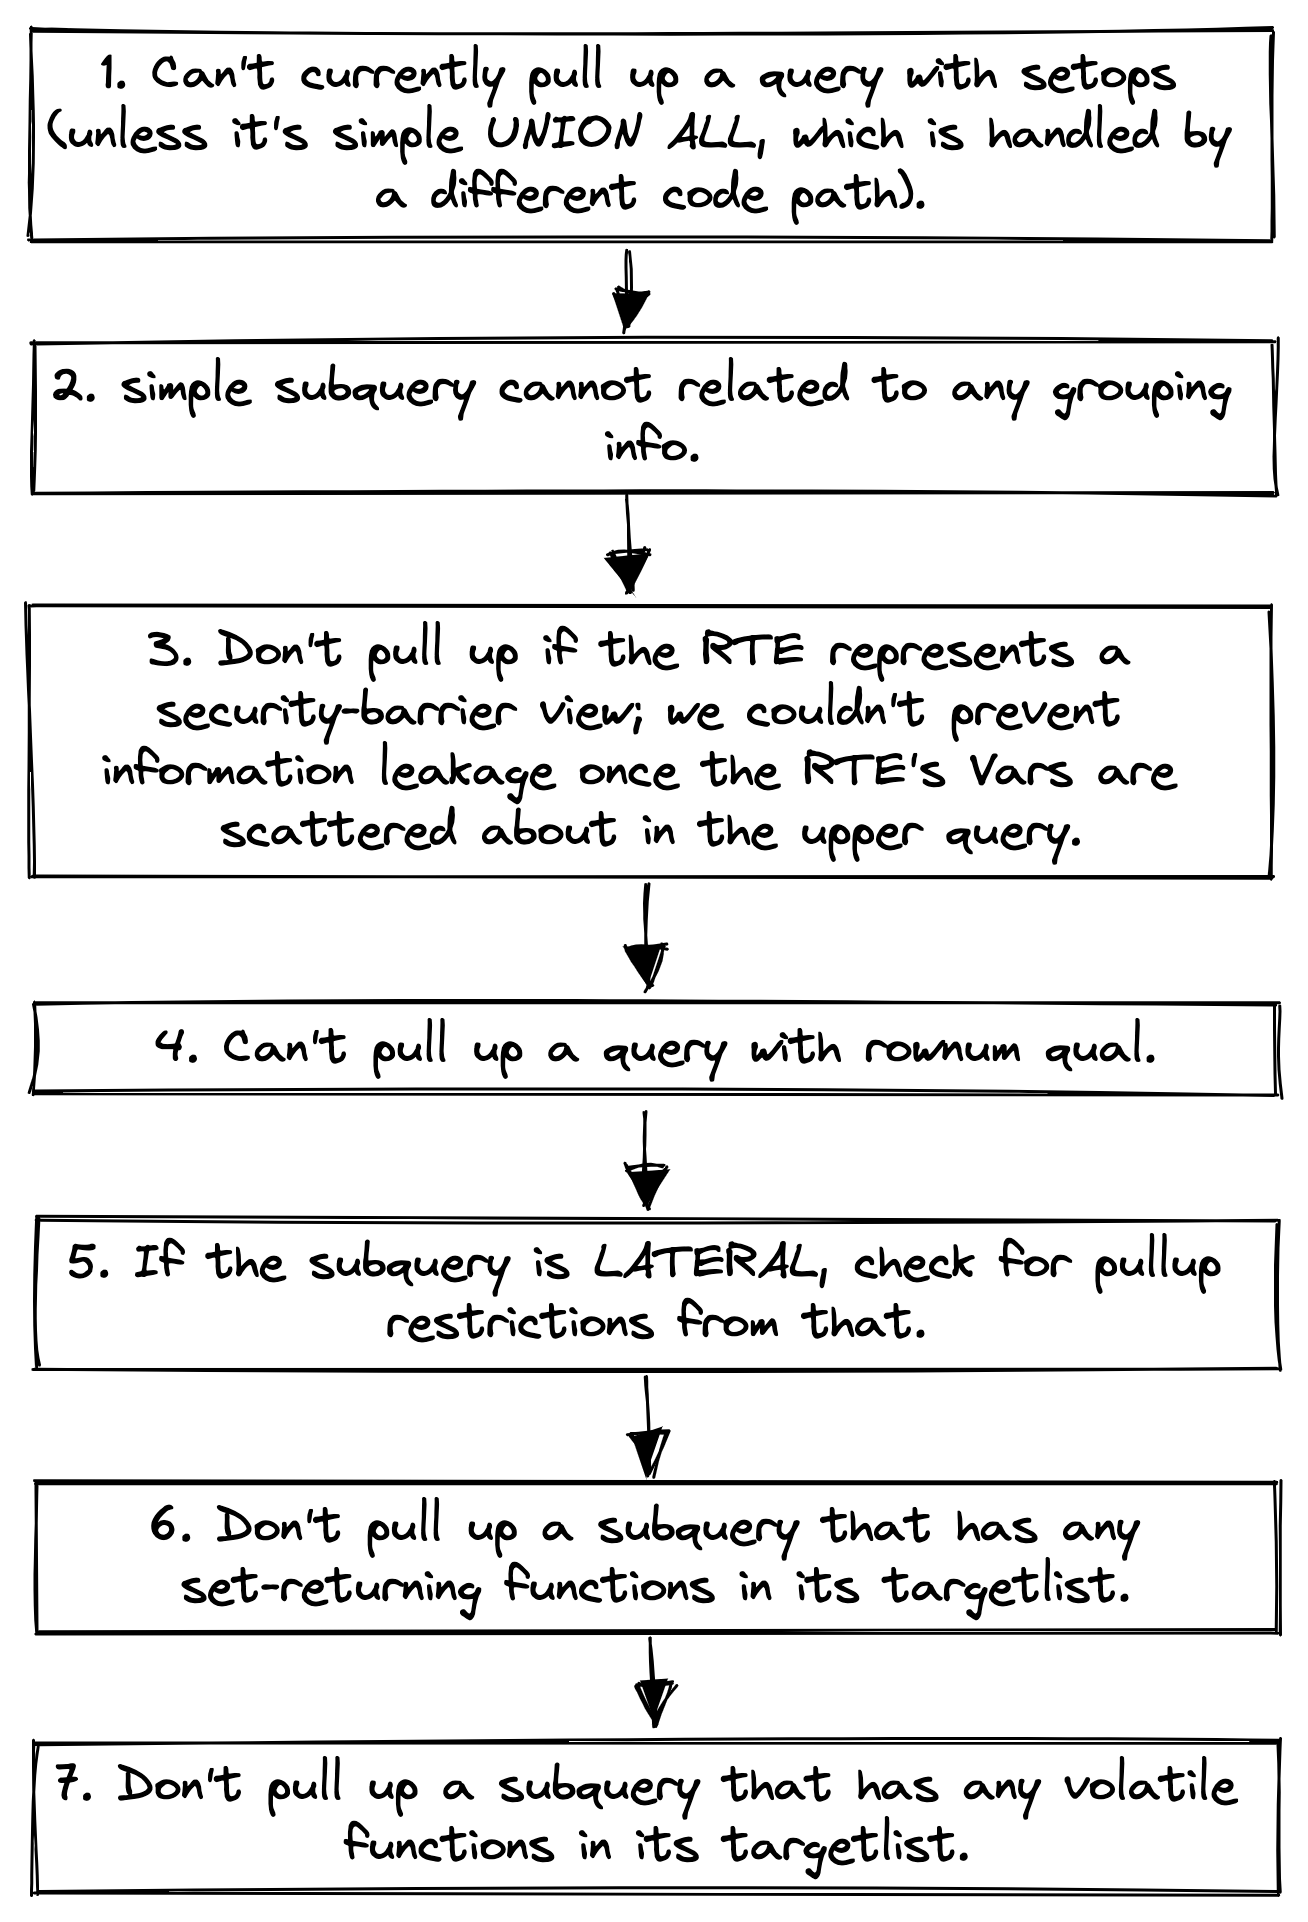 1. Can't currently pull up a query with setops
(unless it's simple UNION ALL, which is handled by
a different code path).
2. simple subquery cannot related to any grouping
info.
3. Don't pull up if the RTE represents a
security-barrier view; we couldn't prevent
information leakage once the RTE's Vars are
scattered about in the upper query.
4. Can't pull up a query with rownum qual.
5. If the subquery is LATERAL, check for pullup
restrictions from that.
6. Don't pull up a subquery that has any
set-returning functions in its targetlist.
7. Don't pull up a subquery that has any volatile
functions in its targetlist.